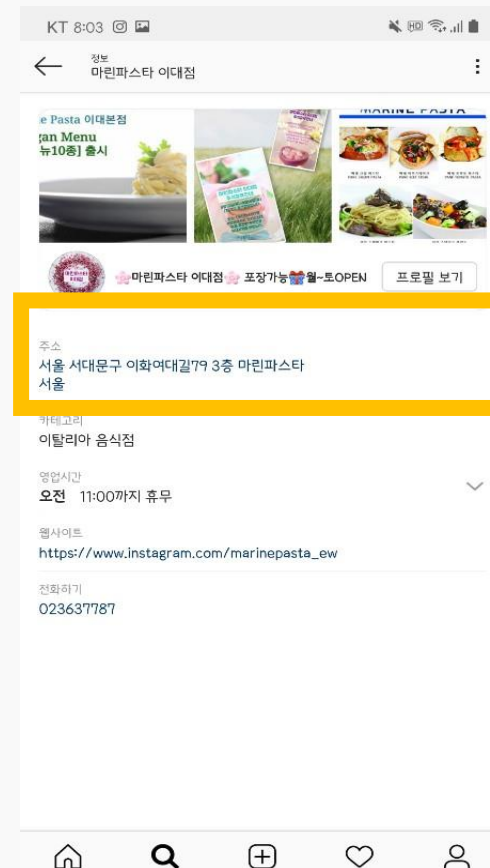 KT 8:03
정보
마린파스타 이대점
e Pasta 이대본점
gan Menu
뉴10종] 출시
MARINE PASTA
🌸마린파스타 이대점🌸 포장가능🎁월~토OPEN
프로필 보기
주소
서울 서대문구 이화여대길79 3층 마린파스타
서울
카테고리
이탈리아 음식점
영업시간
오전 11:00까지 휴무
웹사이트
https://www.instagram.com/marinepasta_ew
전화하기
023637787